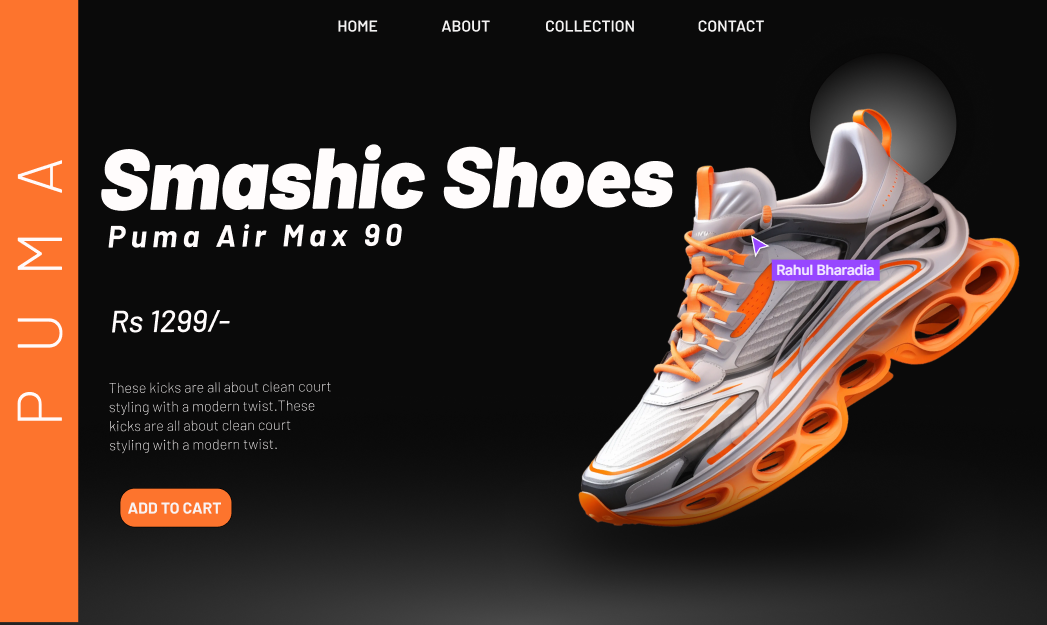 HOME ABOUT COLLECTION CONTACT
PUMA
Smashic Shoes
Puma Air Max 90
Rahul Bharadia
Rs 1299/-
These kicks are all about clean court
styling with a modern twist.These
kicks are all about clean court
styling with a modern twist.
ADD TO CART